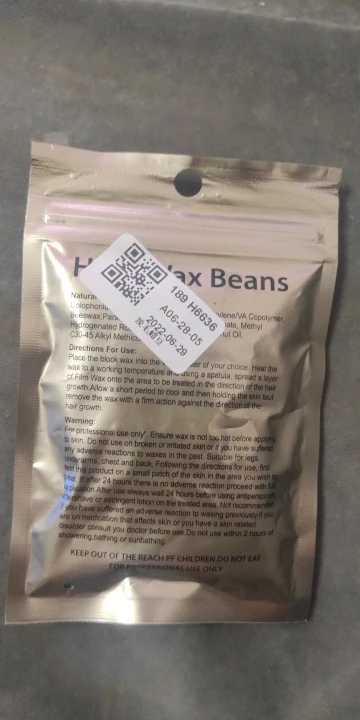 Wax Beans
189 H6636
A06-28-05
2022-06-29
Natural
Colophoniu
ylene/VA Copolymer,
Beeswax,Para
ate, Methyl
Hydrogenated Ro
ut Oil,
C30-45 Alkyl Methico
Directions For Use:
Place the block wax into the of your choice. Heat the
wax to a working temperature using a spatula, spread a layer
of Film Wax onto the area to be treated in the direction of the hair
growth.Allow a short period to cool and then holding the skin taut
remove the wax with a firm action against the direction of the
hair growth
Warning:
For professional use only". Ensure wax is not too hot before applying
to skin. Do not use on broken or irritated skin or if you have suffered
any adverse reactions to waxes in the past. Suitable for legs,
underarms, chest and back. Following the directions for use, first
test this product on a small patch of the skin in the area you wish to
If after 24 hours there is no adverse reaction proceed with full
After use always wait 24 hours before using antiperspirant,
abrasive or astringent lotion on the treated area. Not recommended
if you have suffered an adverse reaction to waxing previously.If you
are on medication that affects skin or you have a skin related
disorder consult you doctor before use.Do not use within 2 hours of
showering,bathing or sunbathing.
KEEP OUT OF THE REACH PF CHILDREN.DO NOT EAT
FOR PROFESSIONAL USE ONLY